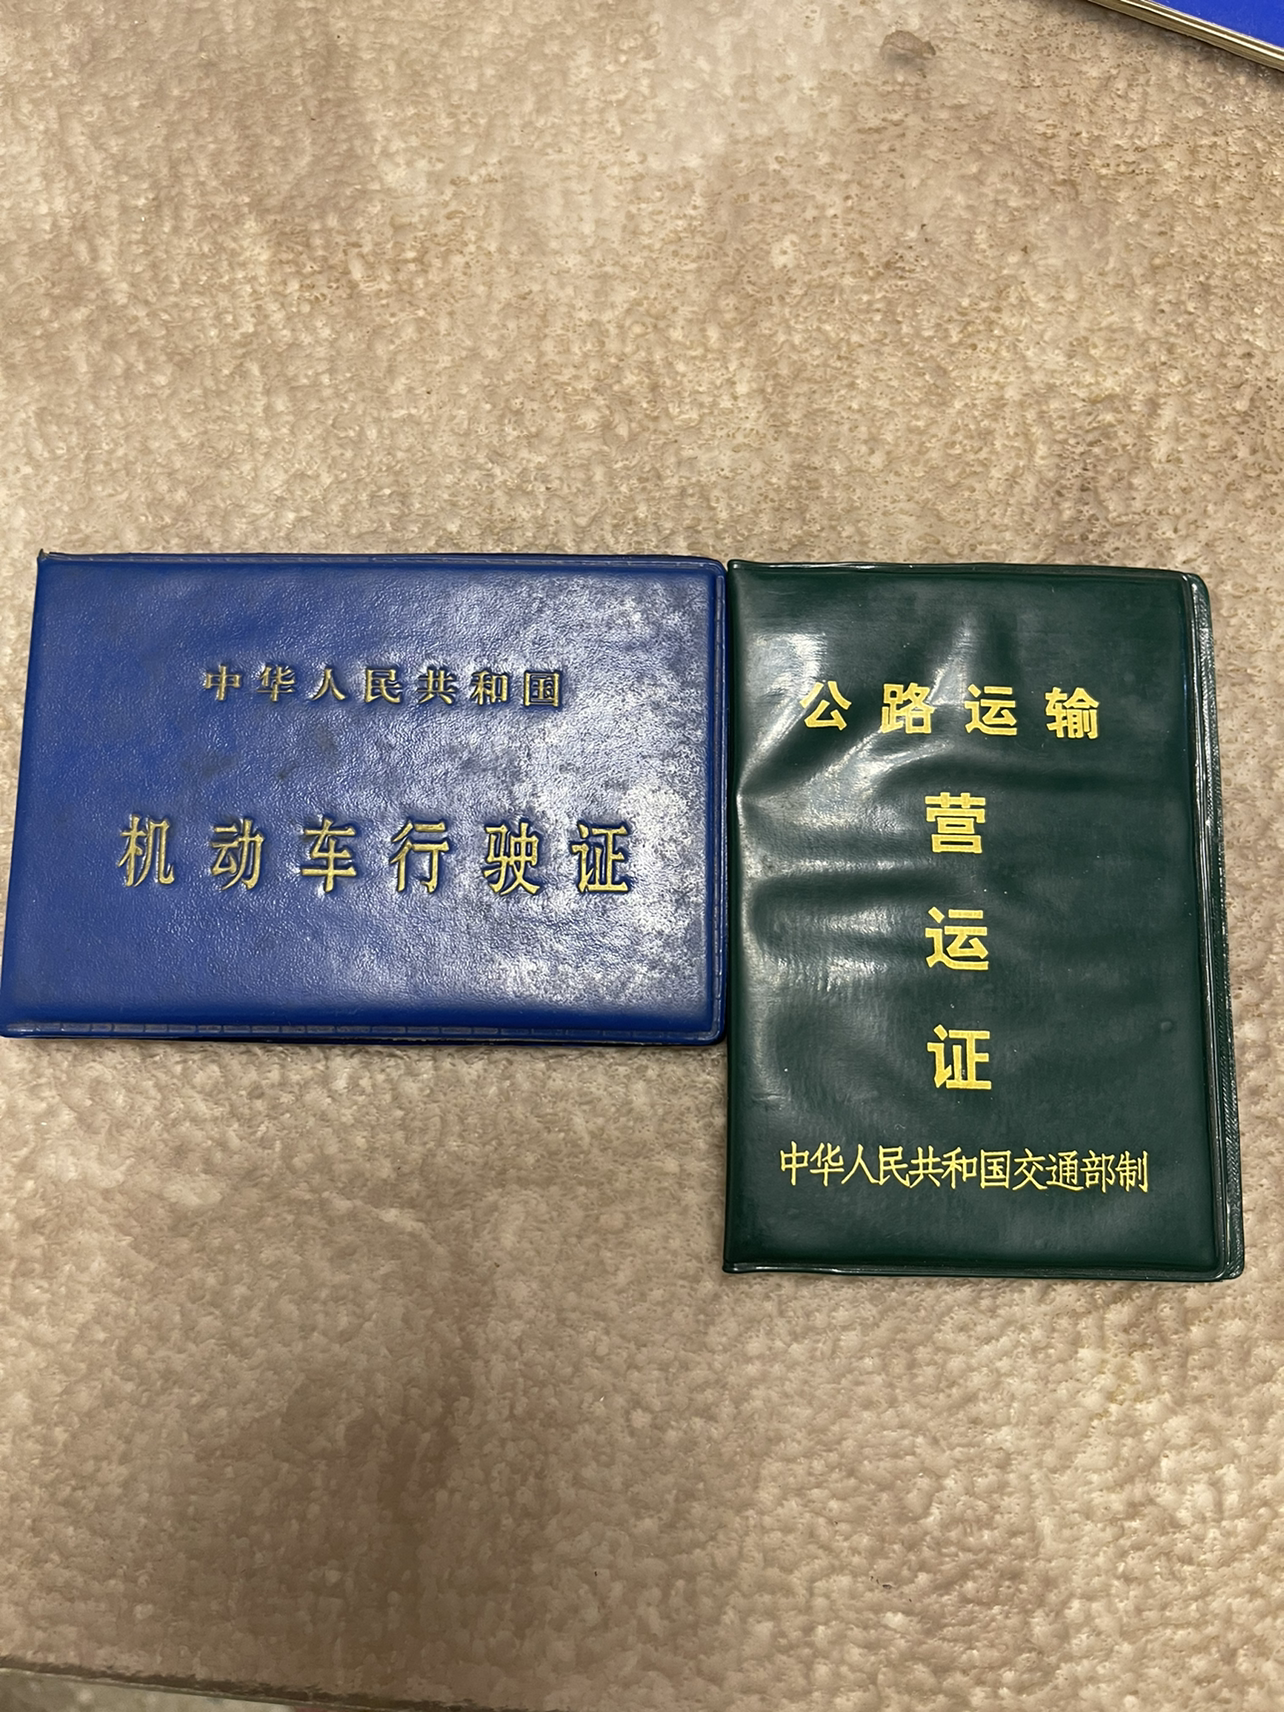 中华人民共和国
机动车行驶证
公路运输
营
运
证
中华人民共和国交通部制